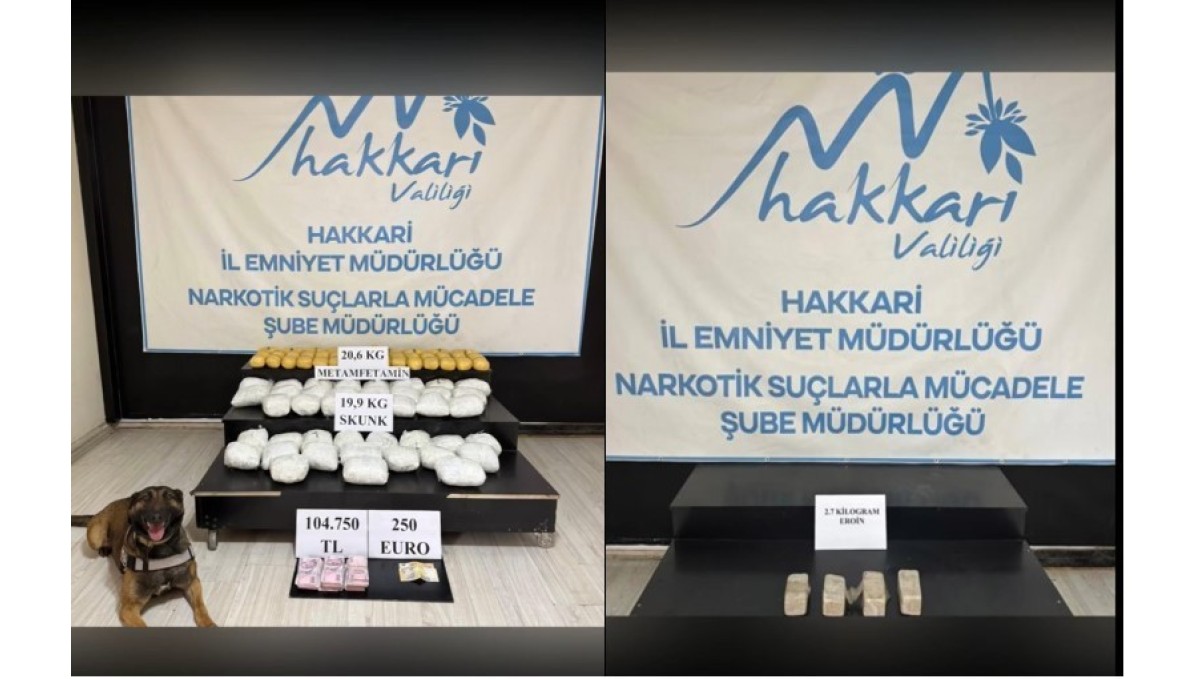 hakkari
Valiliği
HAKKARİ
İL EMNİYET MÜDÜRLÜĞÜ
NARKOTİK SUÇLARLA MÜCADELE
ŞUBE MÜDÜRLÜĞÜ
20,6 KG
METAMFETAMİN
19,9 KG
SKUNK
104.750
TL
250
EURO
hakkari
Valiliği
HAKKARİ
İL EMNİYET MÜDÜRLÜĞÜ
NARKOTİK SUÇLARLA MÜCADELE
ŞUBE MÜDÜRLÜĞÜ
2.7 KİLOGRAM
EROİN